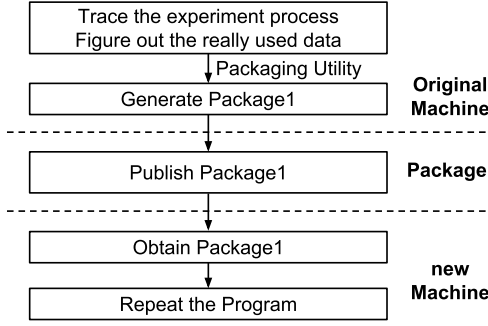 Trace the experiment process
Figure out the really used data
Packaging Utility
Generate Package1
Original
Machine
Publish Package1
Package
Obtain Package1
new
Machine
Repeat the Program